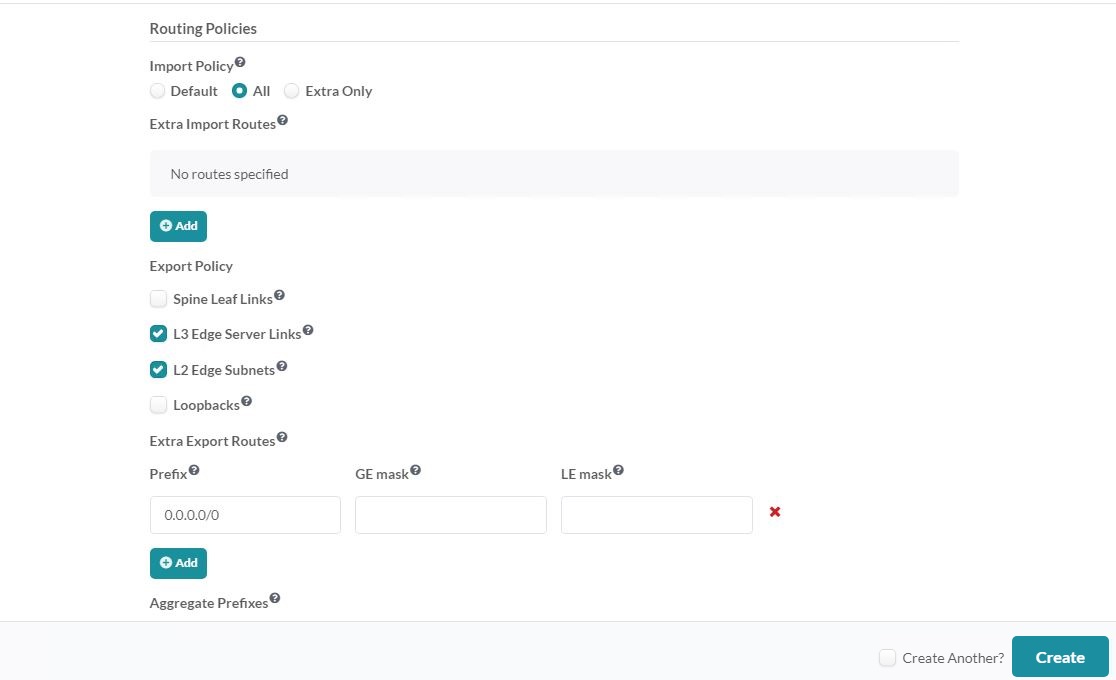 Routing Policies
Import Policy
Default All Extra Only
Extra Import Routes
No routes specified
Add
Export Policy
Spine Leaf Links
L3 Edge Server Links
L2 Edge Subnets
Loopbacks
Extra Export Routes
Prefix GE mask LE mask
0.0.0.0/0
Add
Aggregate Prefixes
Create Another? Create